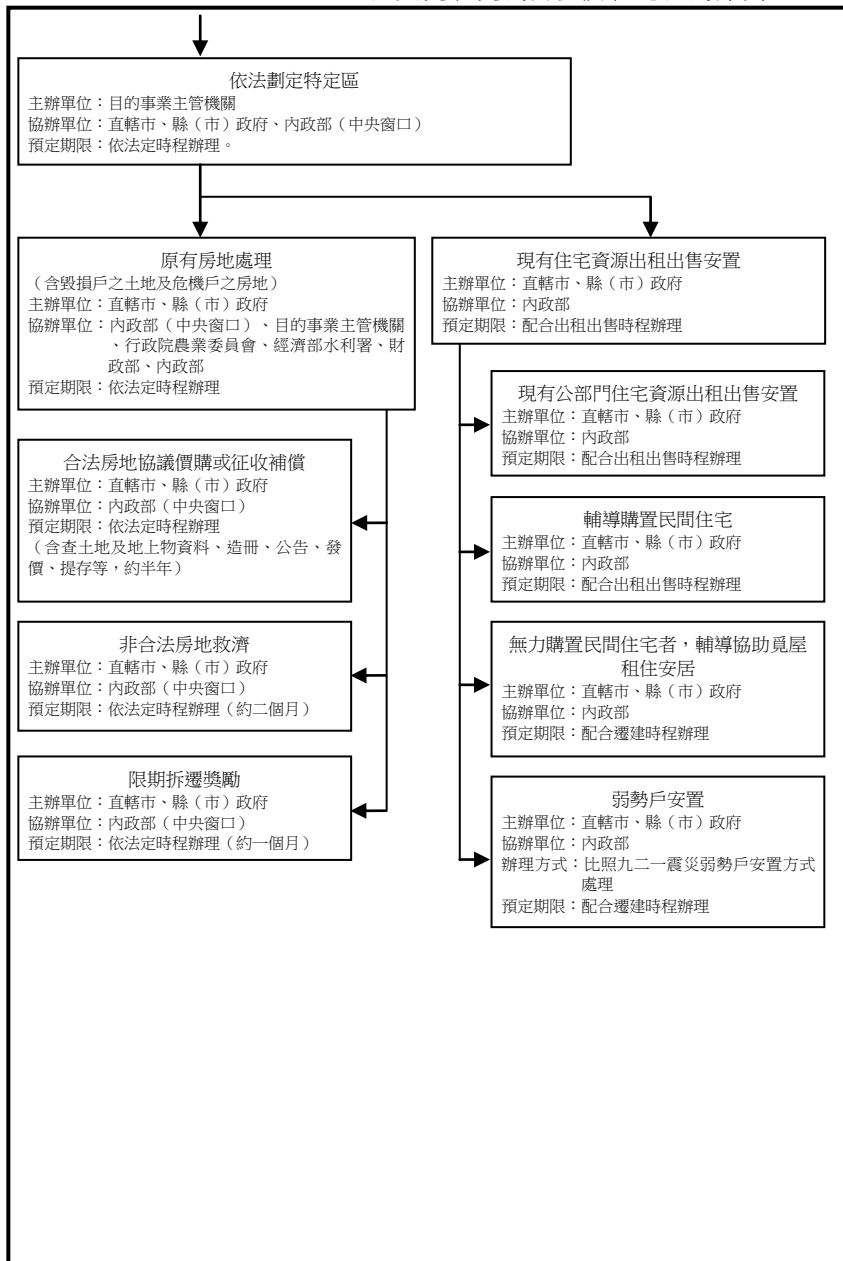 依法劃定特定區
主辦單位：目的事業主管機關
協辦單位：直轄市、縣（市）政府、內政部（中央窗口）
預定期限：依法定時程辦理。
原有房地處理
（含毀損戶之土地及危機戶之房地）
主辦單位：直轄市、縣（市）政府
協辦單位：內政部（中央窗口）、目的事業主管機關
、行政院農業委員會、經濟部水利署、財
政部、內政部
預定期限：依法定時程辦理
合法房地協議價購或征收補償
主辦單位：直轄市、縣（市）政府
協辦單位：內政部（中央窗口）
預定期限：依法定時程辦理
（含查土地及地上物資料、造冊、公告、發
價、提存等，約半年）
非合法房地救濟
主辦單位：直轄市、縣（市）政府
協辦單位：內政部（中央窗口）
預定期限：依法定時程辦理（約二個月）
限期拆遷獎勵
主辦單位：直轄市、縣（市）政府
協辦單位：內政部（中央窗口）
預定期限：依法定時程辦理（約一個月）
現有住宅資源出租出售安置
主辦單位：直轄市、縣（市）政府
協辦單位：內政部
預定期限：配合出租出售時程辦理
現有公部門住宅資源出租出售安置
主辦單位：直轄市、縣（市）政府
協辦單位：內政部
預定期限：配合出租出售時程辦理
輔導購置民間住宅
主辦單位：直轄市、縣（市）政府
協辦單位：內政部
預定期限：配合出租出售時程辦理
無力購置民間住宅者，輔導協助覓屋
租住安居
主辦單位：直轄市、縣（市）政府
協辦單位：內政部
預定期限：配合遷建時程辦理
弱勢戶安置
主辦單位：直轄市、縣（市）政府
協辦單位：內政部
辦理方式：比照九二一震災弱勢戶安置方式
處理
預定期限：配合遷建時程辦理